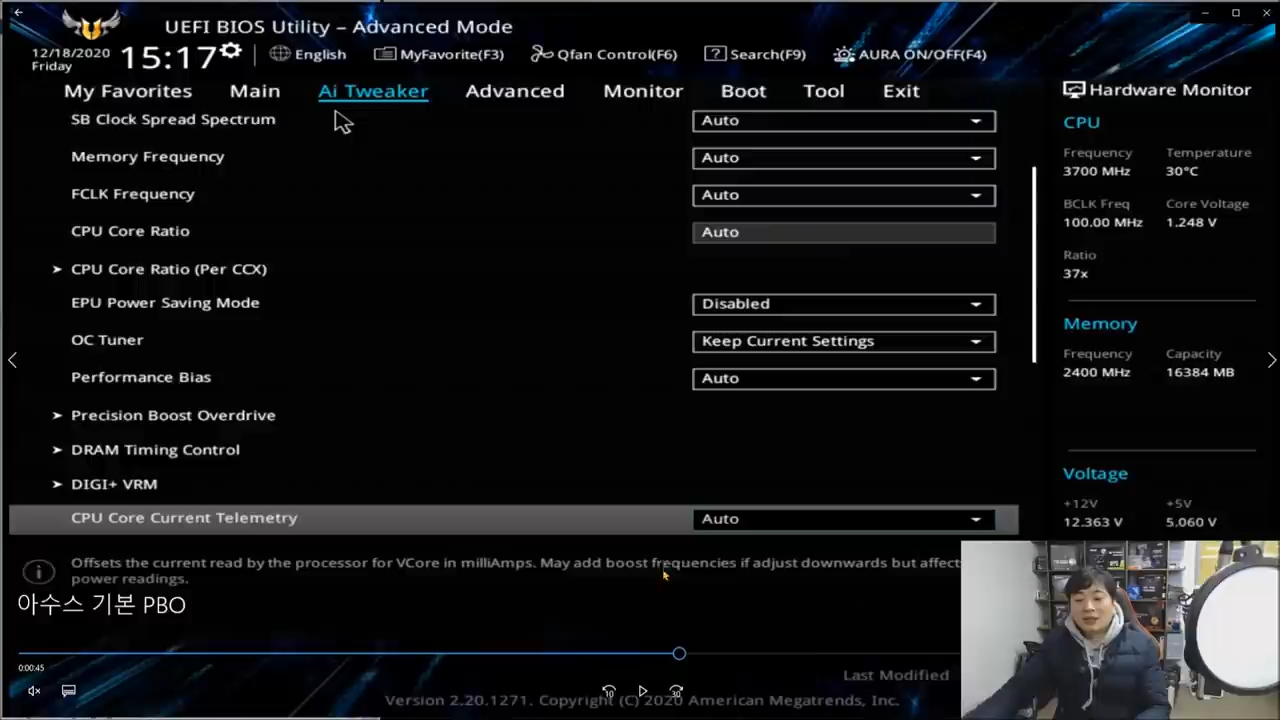 UEFI BIOS Utility – Advanced Mode
12/18/2020
Friday
15:17
English
MyFavorite(F3)
Qfan Control(F6)
Search(F9)
AURA ON/OFF(F4)
My Favorites
Main
Ai Tweaker
Advanced
Monitor
Boot
Tool
Exit
Hardware Monitor
SB Clock Spread Spectrum
Auto
Memory Frequency
Auto
FCLK Frequency
Auto
CPU Core Ratio
Auto
CPU Core Ratio (Per CCX)
EPU Power Saving Mode
Disabled
OC Tuner
Keep Current Settings
Performance Bias
Auto
Precision Boost Overdrive
DRAM Timing Control
DIGI+ VRM
CPU Core Current Telemetry
Auto
CPU
Frequency
Temperature
3700 MHz
30°C
BCLK Freq
Core Voltage
100.00 MHz
1.248 V
Ratio
37x
Memory
Frequency
Capacity
2400 MHz
16384 MB
Voltage
+12V
+5V
12.363 V
5.060 V
Offsets the current read by the processor for VCore in milliAmps. May add boost frequencies if adjust downwards but affect
power readings.
아수스 기본 PBO
0:00:45
10
30
Last Modified
Version 2.20.1271. Copyright (C) 2020 American Megatrends, Inc.